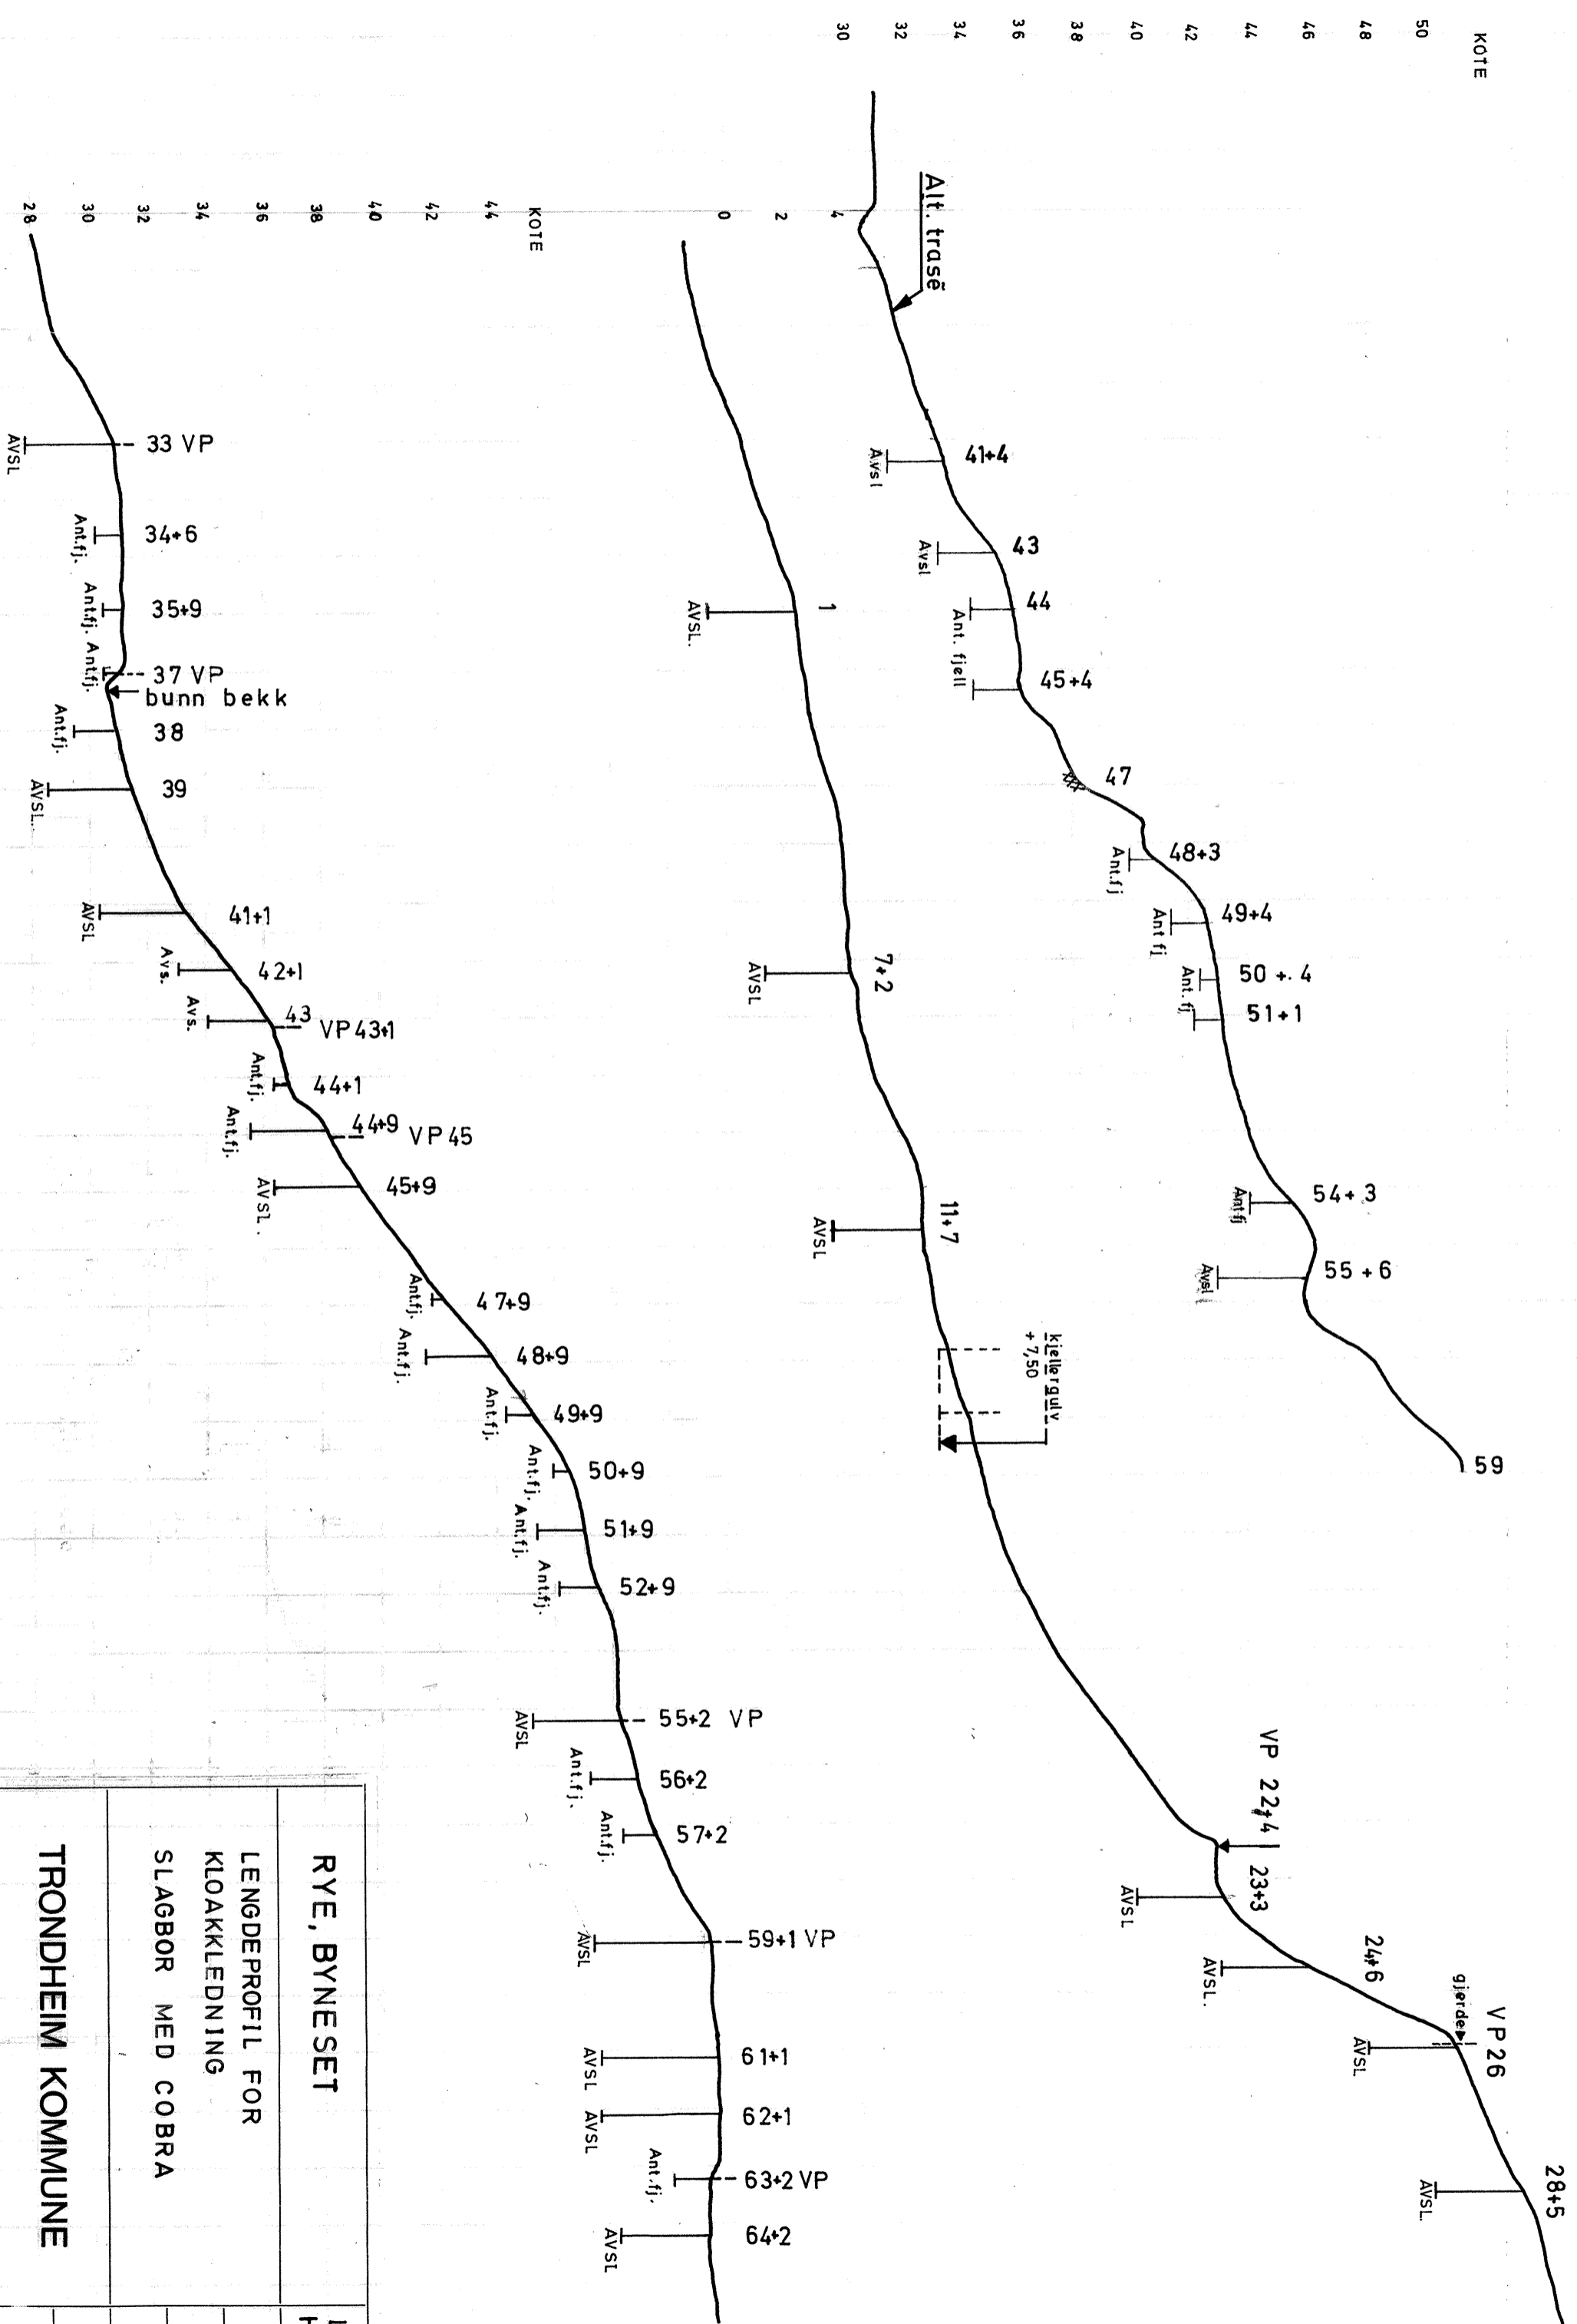 KOTE
50
48
46
44
42
40
38
36
34
32
30
Alt. trasē
41+4
Avsl
43
Avsl
44
45+4
Ant. fjell
47
48+3
Ant.fj
49+4
Ant fj
50+.4
51+1
Ant.fj
54+3
Ant fj
55+6
Avsl
59
4
2
0
1
AVSL.
7+2
AVSL
11+7
AVSL
kjellergulv
+7,50
VP 22+4
23+3
AVSL
24+6
AVSL.
gjerde
VP26
AVSL
28+5
AVSL.
KOTE
44
42
40
38
36
34
32
30
28
33 VP
AVSL
34+6
Ant.fj.
35+9
Ant.fj.
37 VP
Ant.fj.
bunn bekk
38
Ant.fj.
39
AVSL.
41+1
AVSL
42+1
Avs.
43
Avs.
VP43+1
44+1
Ant.fj.
44+9
Ant.fj.
VP45
45+9
AVSL.
47+9
Ant.fj.
48+9
Ant.fj.
49+9
Ant.fj.
50+9
Ant.fj.
51+9
Ant.fj.
52+9
Ant.fj.
55+2 VP
AVSL
56+2
Ant.fj.
57+2
Ant.fj.
59+1 VP
AVSL
61+1
AVSL
62+1
AVSL
63+2 VP
Ant.fj.
64+2
AVSL
RYE, BYNESET
LENGDEPROFIL FOR
KLOAKKLEDNING
SLAGBOR MED COBRA
TRONDHEIM KOMMUNE